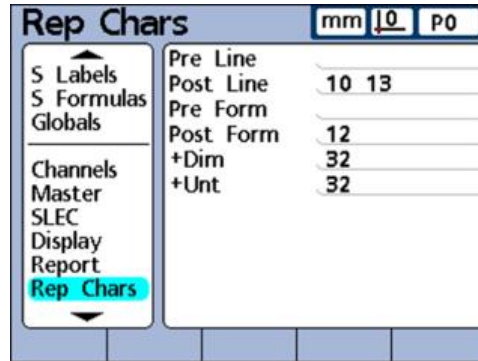 Rep Chars
mm 0 P0
S Labels
S Formulas
Globals
Channels
Master
SLEC
Display
Report
Rep Chars
Pre Line
Post Line 10 13
Pre Form
Post Form 12
+Dim 32
+Unt 32